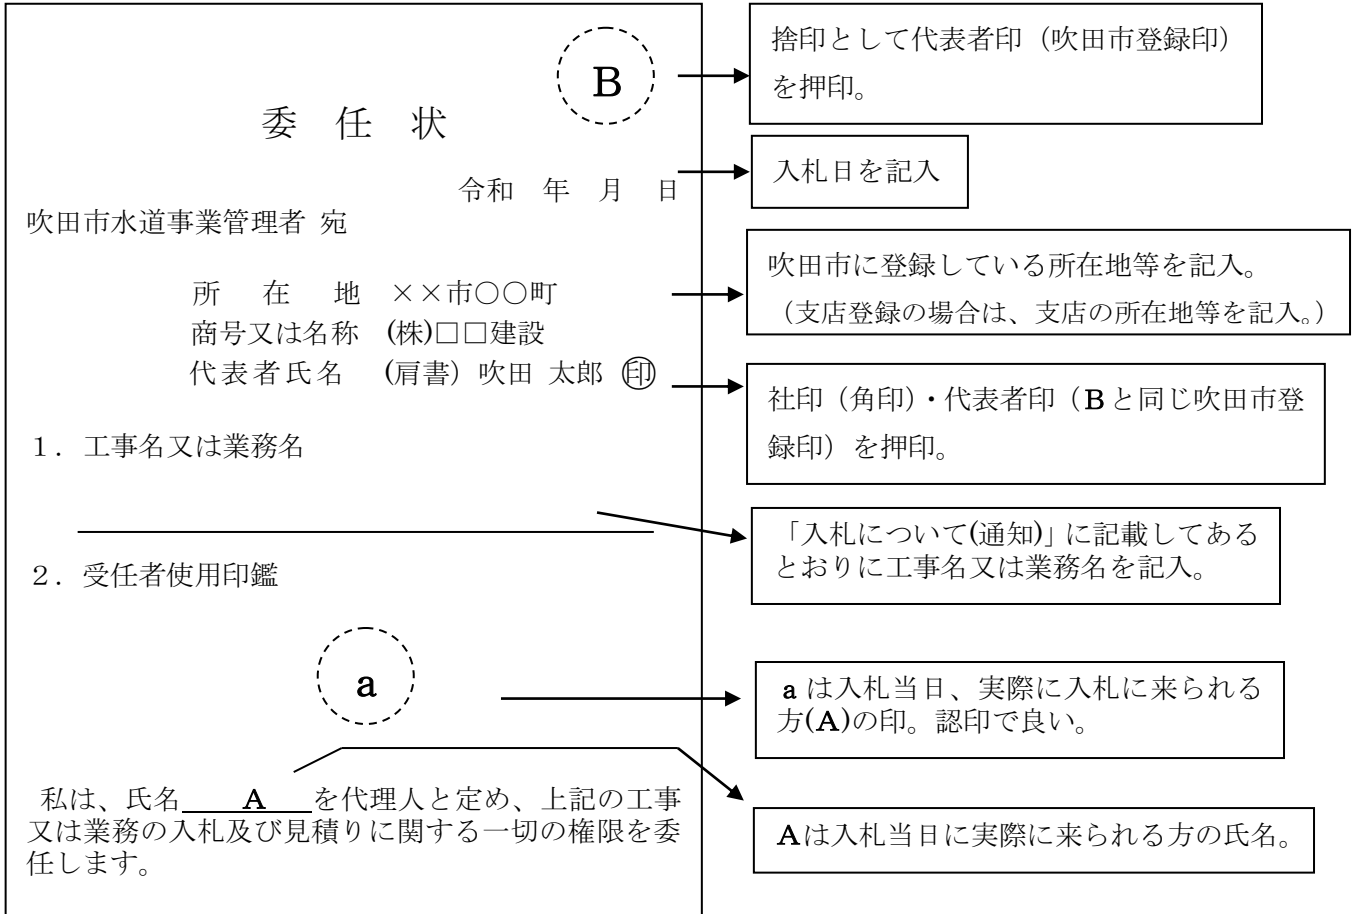 B
委 任 状
令和 年 月 日
吹田市水道事業管理者 宛
所 在 地 ××市〇〇町
商号又は名称 (株)□□建設
代表者氏名 (肩書）吹田 太郎 ㊞
１．工事名又は業務名
２．受任者使用印鑑
a
私は、氏名 A を代理人と定め、上記の工事
又は業務の入札及び見積りに関する一切の権限を委
任します。
捨印として代表者印（吹田市登録印）
を押印。
入札日を記入
吹田市に登録している所在地等を記入。
（支店登録の場合は、支店の所在地等を記入。）
社印（角印）・代表者印（Bと同じ吹田市登
録印）を押印。
「入札について(通知)」に記載してある
とおりに工事名又は業務名を記入。
aは入札当日、実際に入札に来られる
方(A)の印。認印で良い。
Aは入札当日に実際に来られる方の氏名。